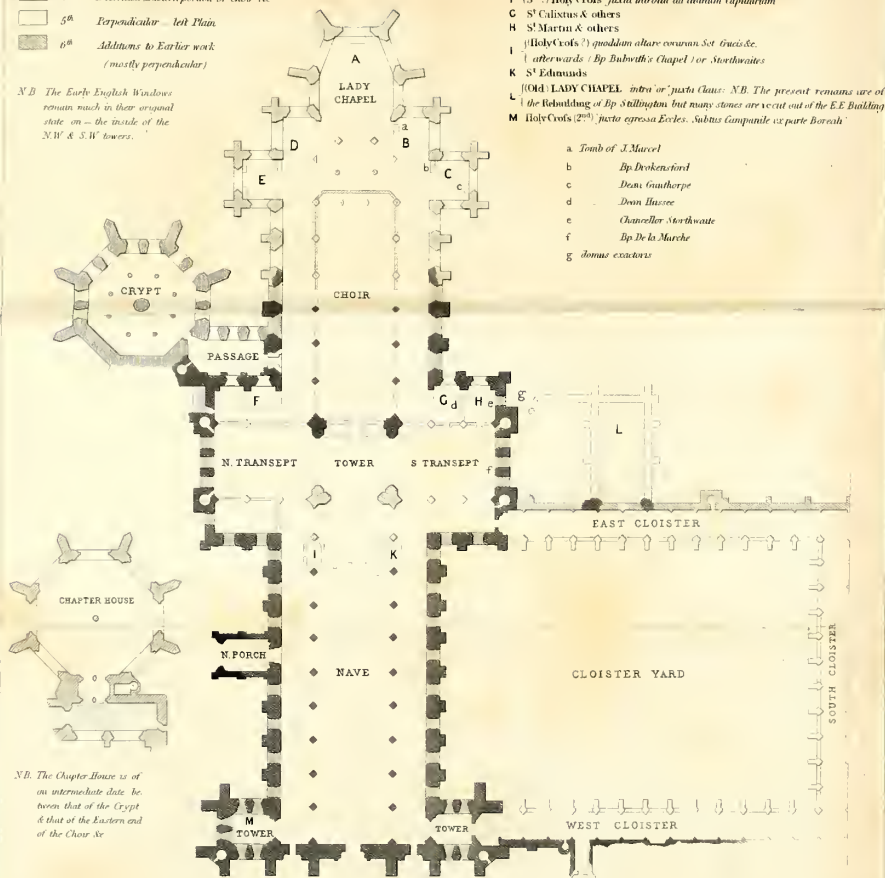 5th Perpendicular left Plain
6th Additions to Earlier work
(mostly perpendicular)
N.B The Early English Windows
remain much in their original
state on the inside of the
N.W & S.W towers.
juxta introitum
G St Calixtus & others
H St Martin & others
I (Holy Crofs?) quoddam altare
afterwards (Bp Bubwith's Chapel) or Storthwaites
K St Edmunds
L (Old) LADY CHAPEL intra or juxta Claus: N.B. The present remains are of
the Rebuilding of Bp Stillington but many stones are recut out of the E.E Building
M Holy Crofs (2nd) juxta egressa Eccles. Subtus Campanile ex parte Boreali
a Tomb of J. Marcel
b Bp. Drokensford
c Dean Gunthorpe
d Dean Hussee
e Chancellor Storthwaite
f Bp. De la Marche
g domus exactoris
A
LADY
CHAPEL
a
D
B
b
E
C
c
CRYPT
CHOIR
PASSAGE
F
G d
H e
g
L
N. TRANSEPT
TOWER
S TRANSEPT
f
EAST CLOISTER
I
K
CHAPTER HOUSE
N. PORCH
NAVE
CLOISTER YARD
SOUTH CLOISTER
N.B. The Chapter House is of
an intermediate date be-
tween that of the Crypt
& that of the Eastern end
of the Choir &c
M
TOWER
TOWER
WEST CLOISTER